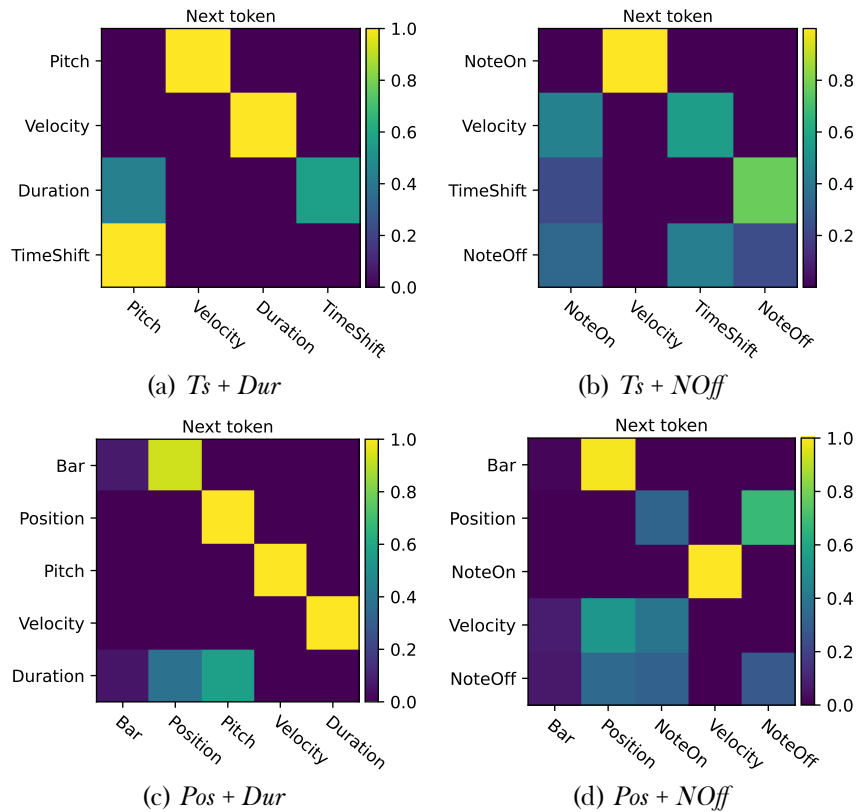 Next token
Pitch
Velocity
Duration
TimeShift
Pitch
Velocity
Duration
TimeShift
1.0
0.8
0.6
0.4
0.2
0.0
(a) Ts + Dur
Next token
NoteOn
Velocity
TimeShift
NoteOff
NoteOn
Velocity
TimeShift
NoteOff
0.8
0.6
0.4
0.2
(b) Ts + NOff
Next token
Bar
Position
Pitch
Velocity
Duration
Bar
Position
Pitch
Velocity
Duration
1.0
0.8
0.6
0.4
0.2
0.0
(c) Pos + Dur
Next token
Bar
Position
NoteOn
Velocity
NoteOff
Bar
Position
NoteOn
Velocity
NoteOff
1.0
0.8
0.6
0.4
0.2
0.0
(d) Pos + NOff